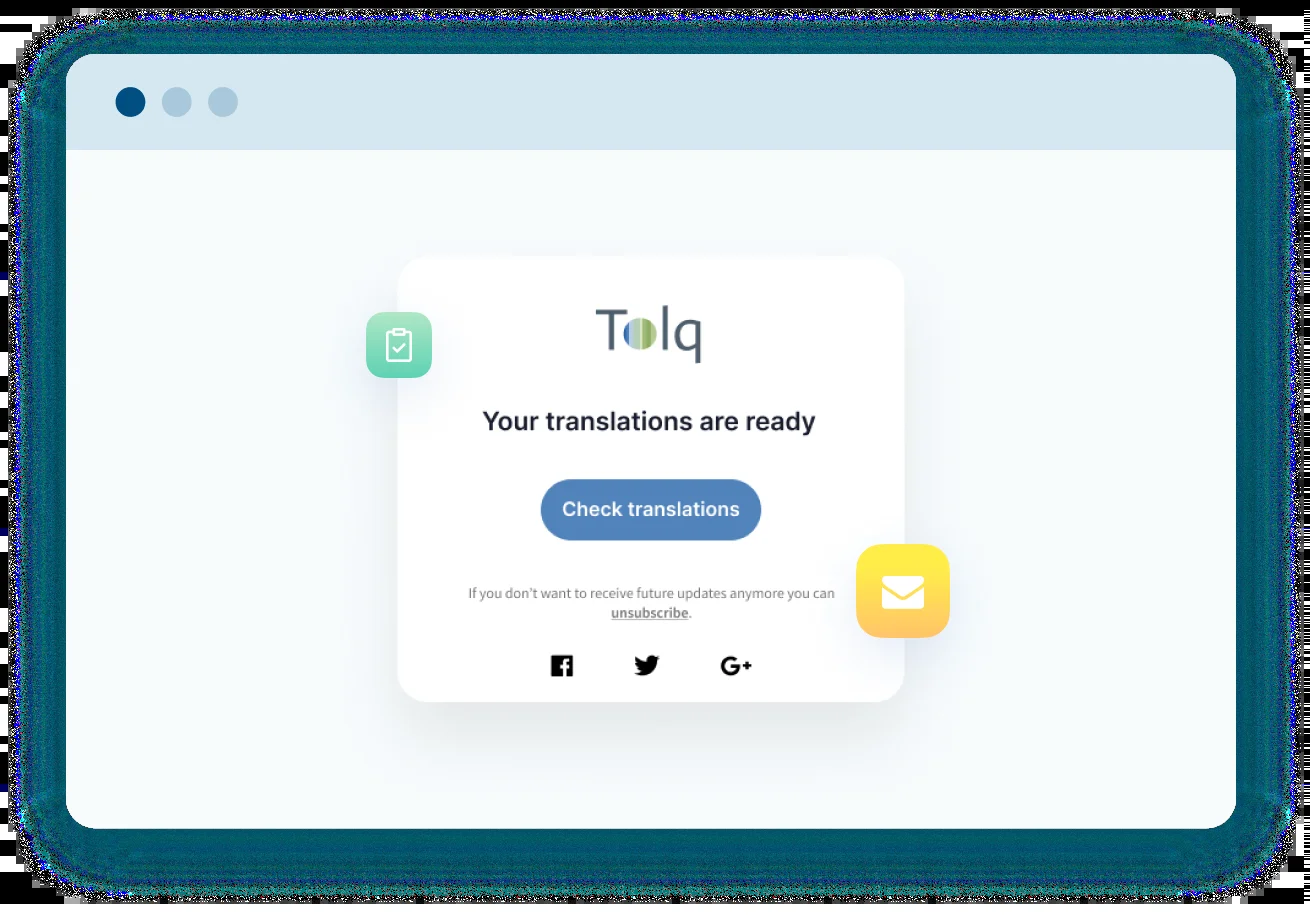 Tolq
Your translations are ready
Check translations
If you don't want to receive future updates anymore you can
unsubscribe.
G+